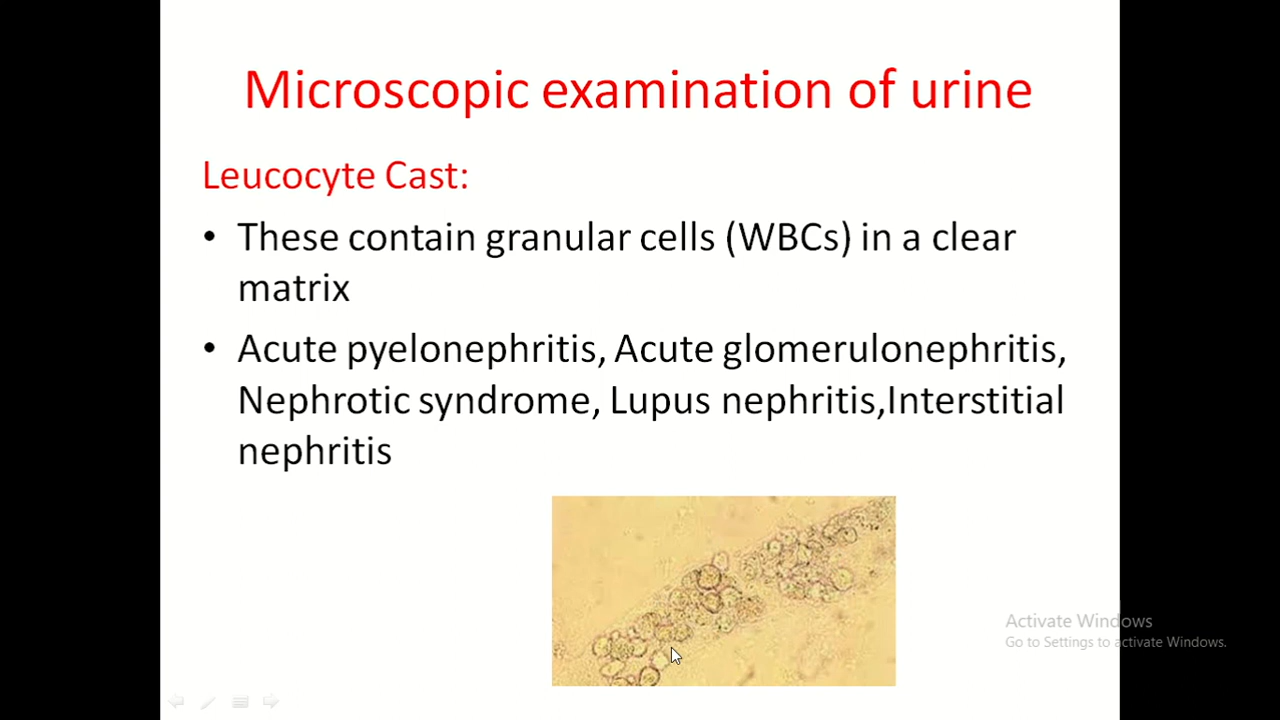 Microscopic examination of urine
Leucocyte Cast:
• These contain granular cells (WBCs) in a clear
matrix
• Acute pyelonephritis, Acute glomerulonephritis,
Nephrotic syndrome, Lupus nephritis,Interstitial
nephritis
Activate Windows
Go to Settings to activate Windows.